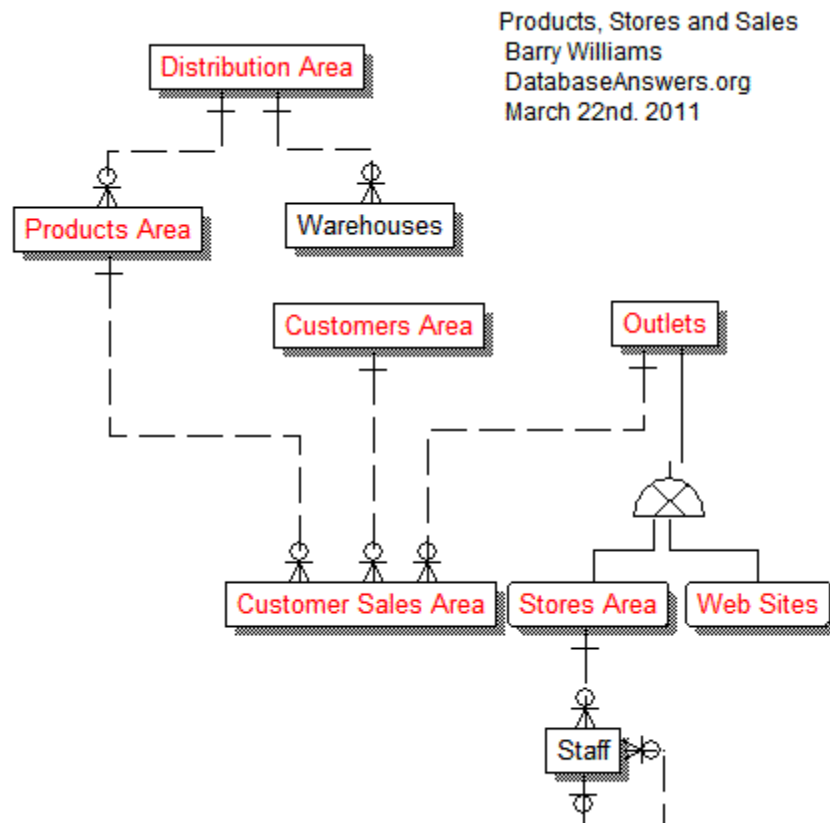 Products, Stores and Sales
Barry Williams
DatabaseAnswers.org
March 22nd. 2011
Distribution Area
Products Area
Warehouses
Customers Area
Outlets
Customer Sales Area
Stores Area
Web Sites
Staff